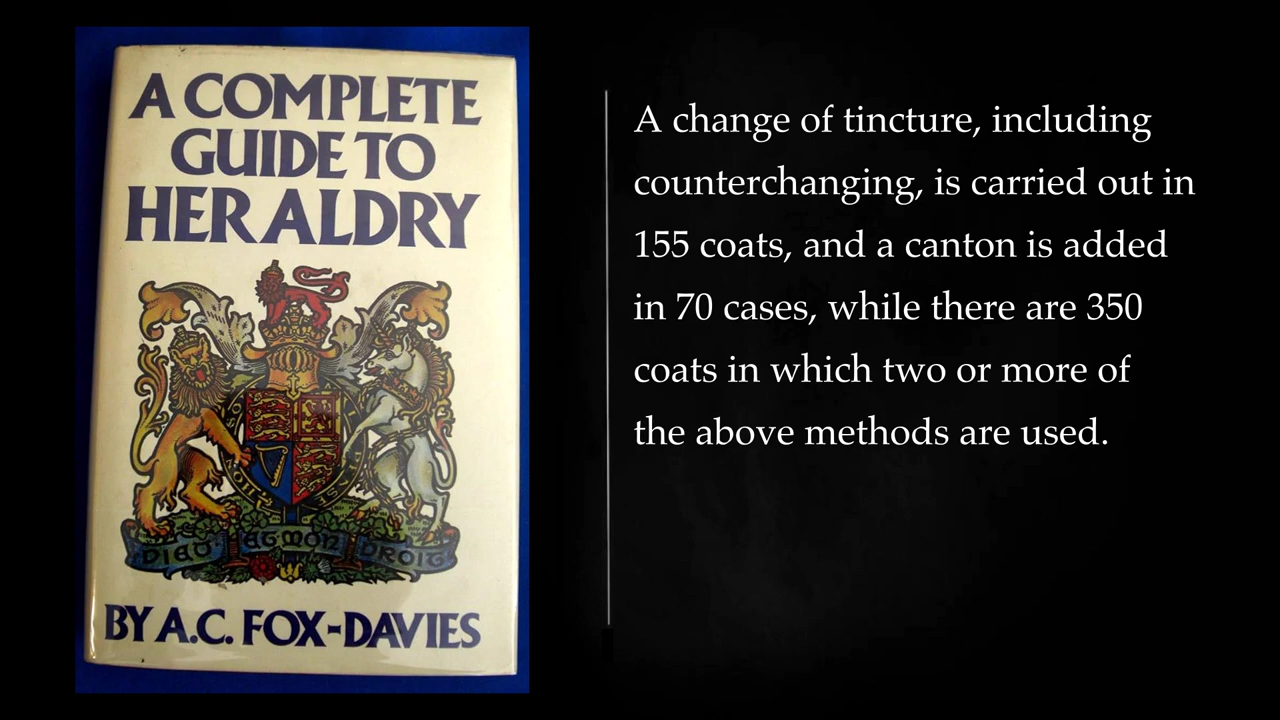 A COMPLETE
GUIDE TO
HERALDRY
DIEU ET MON DROIT
BY A.C. FOX-DAVIES
A change of tincture, including
counterchanging, is carried out in
155 coats, and a canton is added
in 70 cases, while there are 350
coats in which two or more of
the above methods are used.